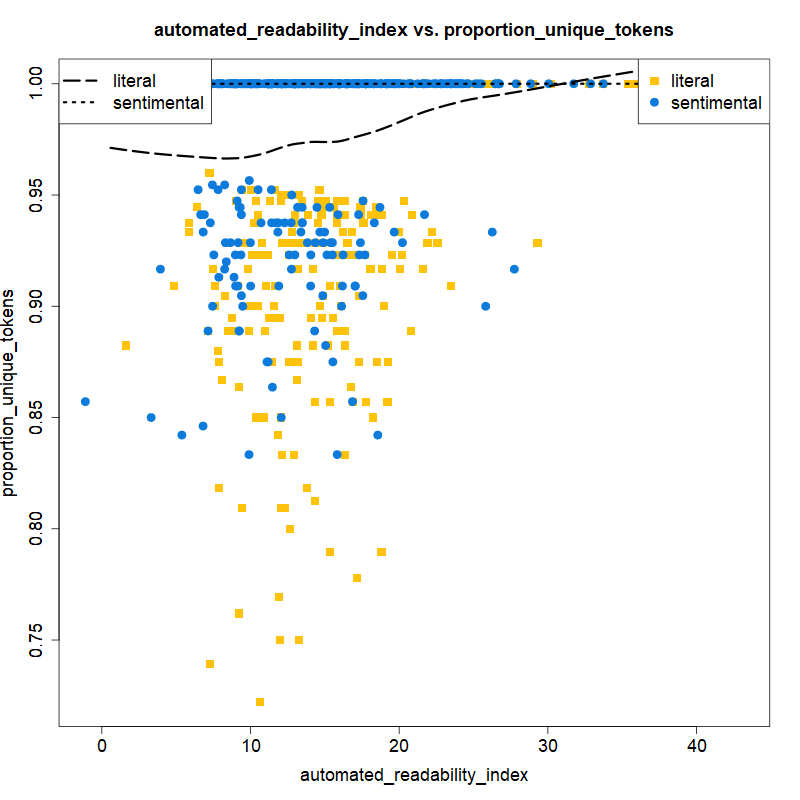 automated_readability_index vs. proportion_unique_tokens
literal
sentimental
literal
sentimental
1.00
0.95
0.90
0.85
0.80
0.75
proportion_unique_tokens
0
10
20
30
40
automated_readability_index